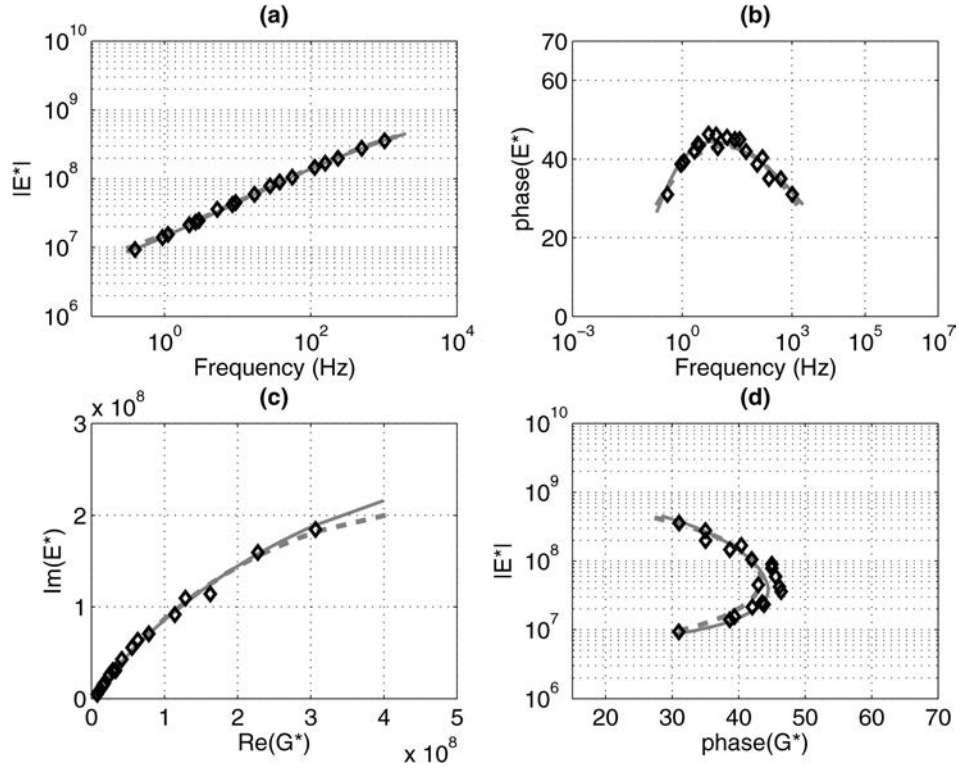 (a)
|E*|
10^10
10^9
10^8
10^7
10^6
10^0 10^2 10^4
Frequency (Hz)
(b)
phase(E*)
70
60
40
20
0
10^-3 10^0 10^3 10^5 10^7
Frequency (Hz)
(c)
x 10^8
Im(E*)
3
2
1
0
0 1 2 3 4 5
Re(G*)
x 10^8
(d)
|E*|
10^10
10^9
10^8
10^7
10^6
20 30 40 50 60 70
phase(G*)